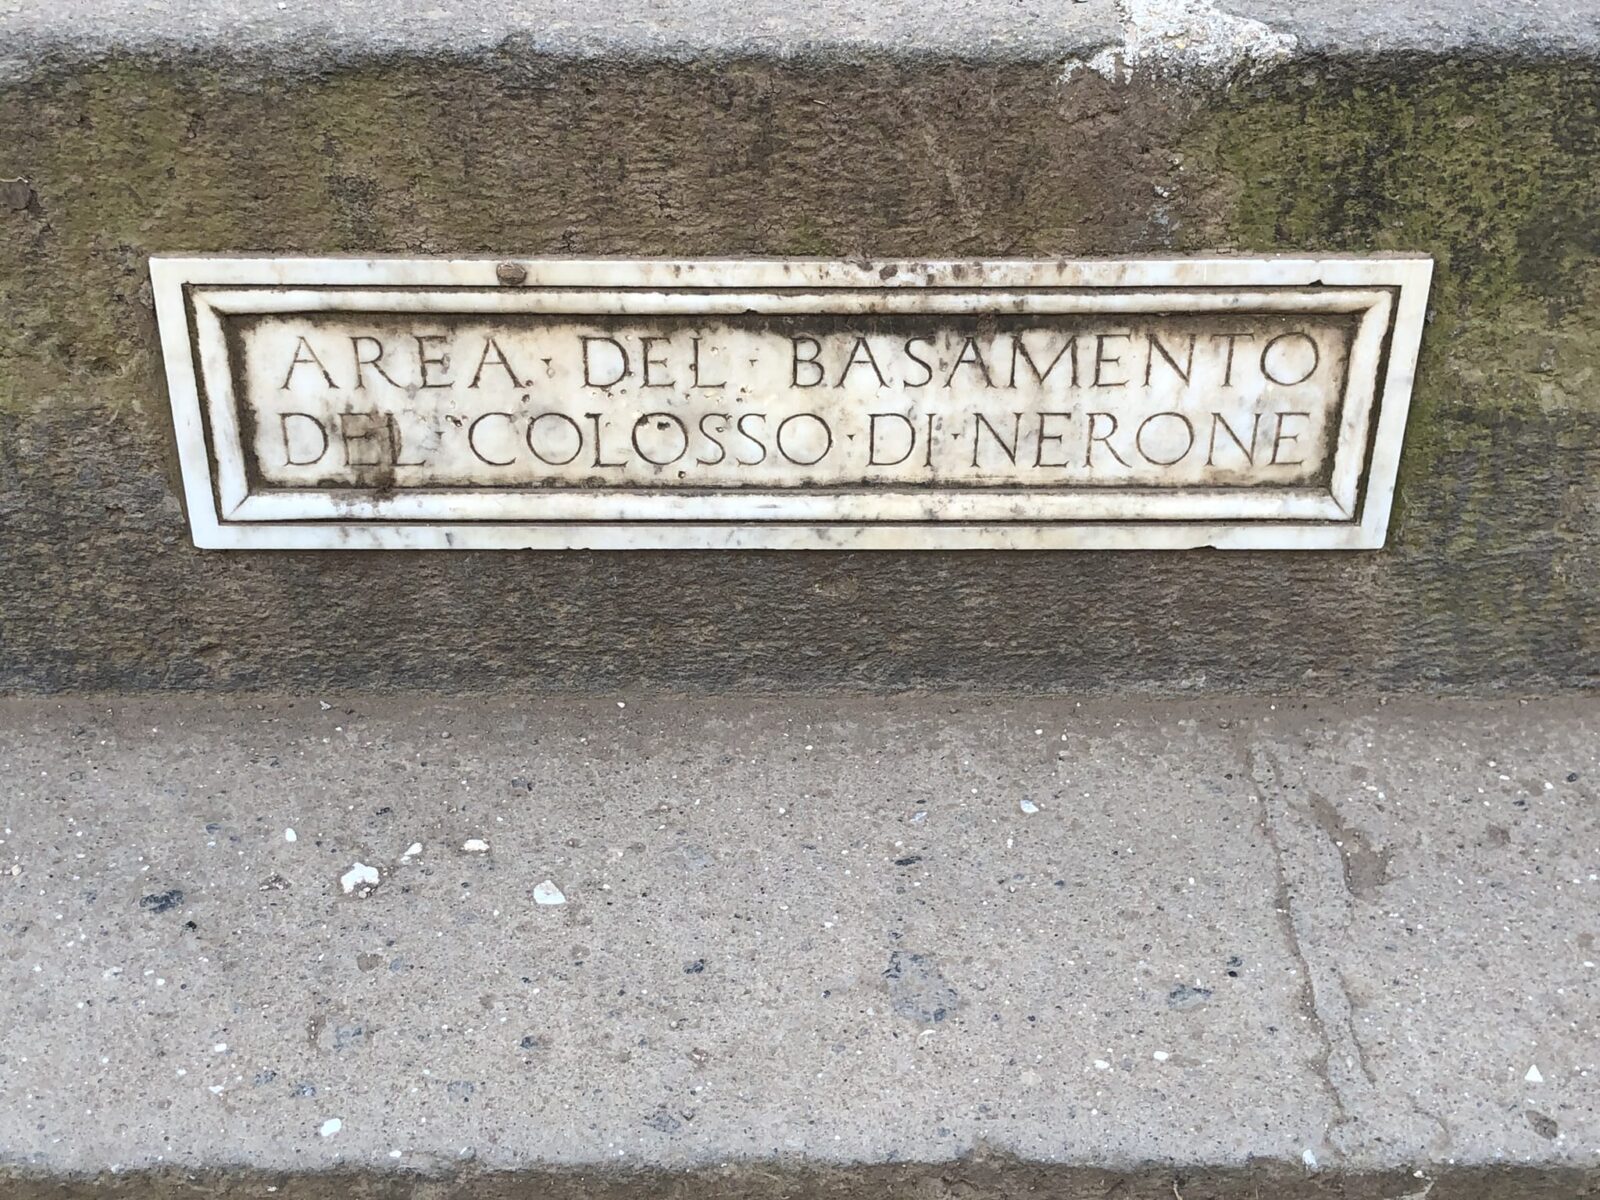 AREA · DEL · BASAMENTO
DEL · COLOSSO · DI · NERONE